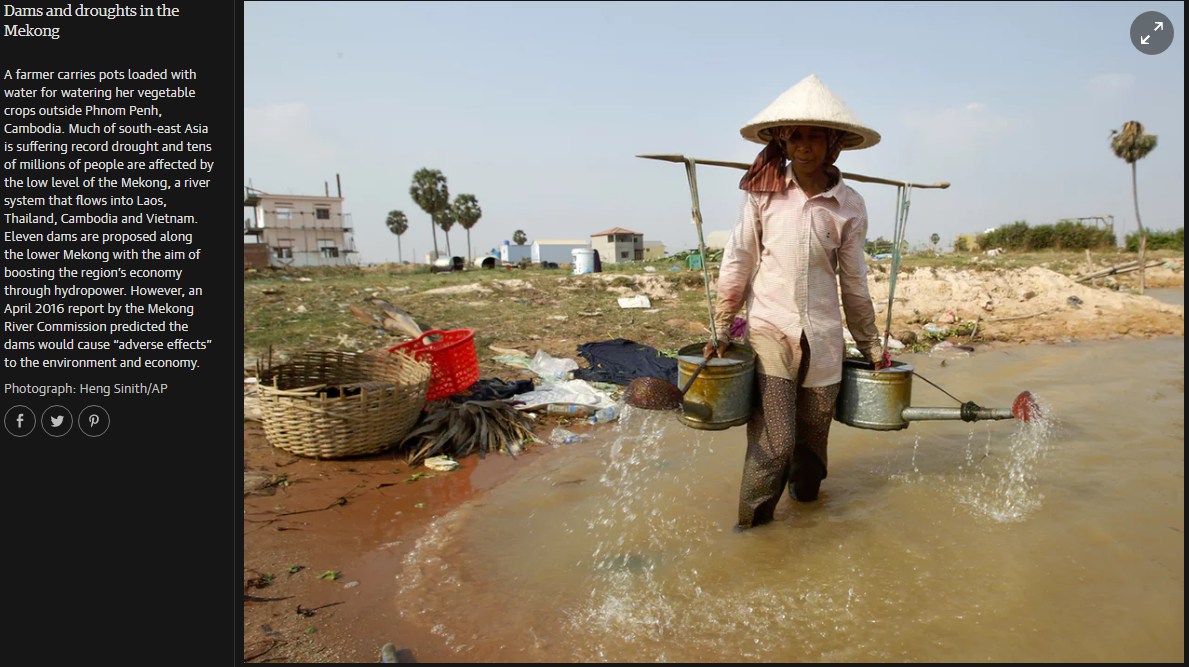 Dams and droughts in the
Mekong
A farmer carries pots loaded with
water for watering her vegetable
crops outside Phnom Penh,
Cambodia. Much of south-east Asia
is suffering record drought and tens
of millions of people are affected by
the low level of the Mekong, a river
system that flows into Laos,
Thailand, Cambodia and Vietnam.
Eleven dams are proposed along
the lower Mekong with the aim of
boosting the region’s economy
through hydropower. However, an
April 2016 report by the Mekong
River Commission predicted the
dams would cause “adverse effects”
to the environment and economy.
Photograph: Heng Sinith/AP